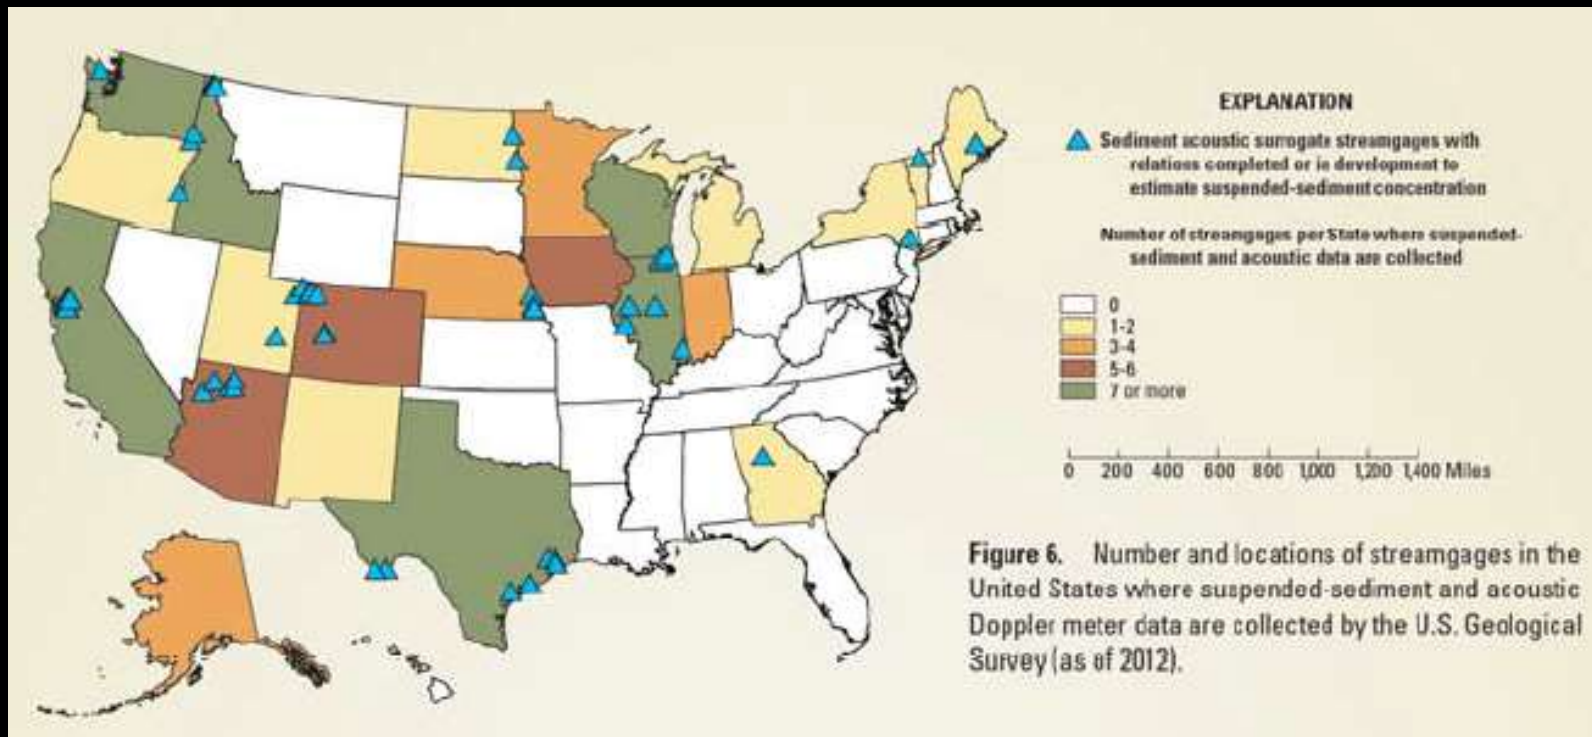 EXPLANATION
Sediment acoustic surrogate streamgages with
relations completed or in development to
estimate suspended-sediment concentration
Number of streamgages per State where suspended-
sediment and acoustic data are collected
0
1-2
3-4
5-6
7 or more
0 200 400 600 800 1,000 1,200 1,400 Miles
Figure 6. Number and locations of streamgages in the
United States where suspended-sediment and acoustic
Doppler meter data are collected by the U.S. Geological
Survey (as of 2012).